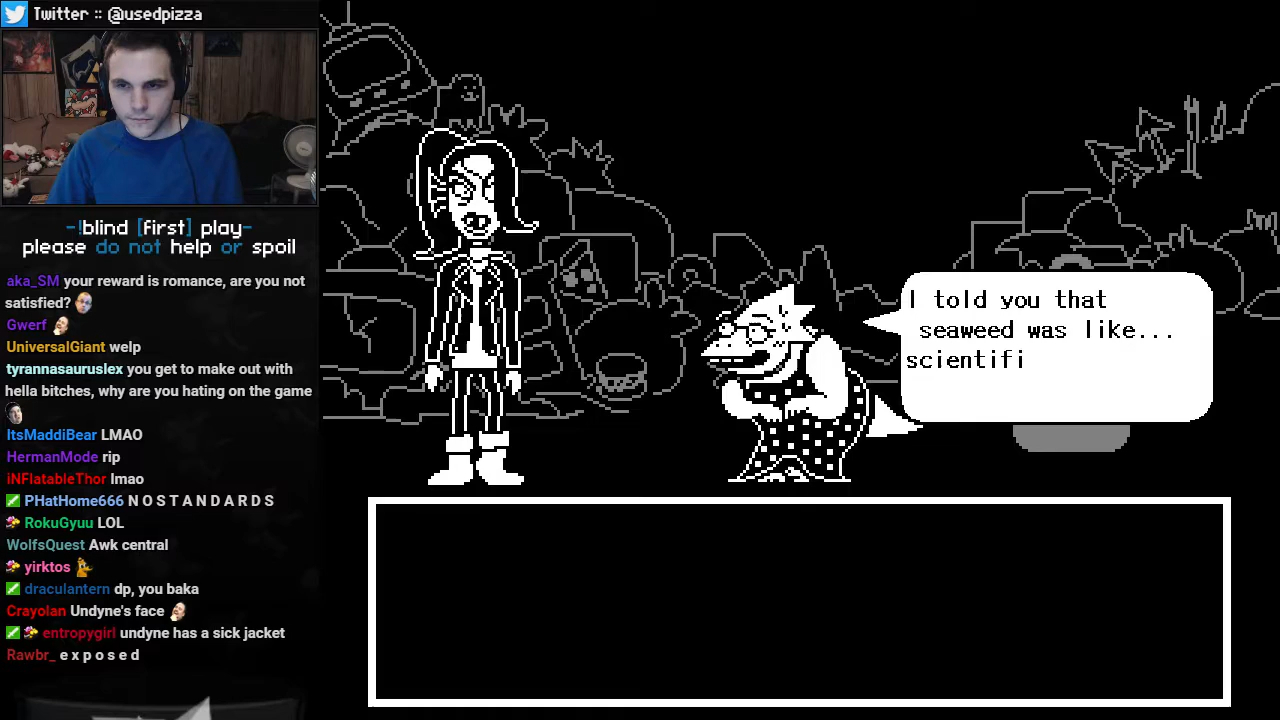 Twitter :: @usedpizza
-!blind [first] play-
please do not help or spoil
aka_SM your reward is romance, are you not
satisfied?
Gwerf
UniversalGiant welp
tyrannasauruslex you get to make out with
hella bitches, why are you hating on the game
ItsMaddiBear LMAO
HermanMode rip
iNFlatableThor lmao
PHatHome666 N O S T A N D A R D S
RokuGyuu LOL
WolfsQuest Awk central
yirktos
draculantern dp, you baka
Crayolan Undyne's face
entropygirl undyne has a sick jacket
Rawbr_ e x p o s e d
I told you that
seaweed was like...
scientifi